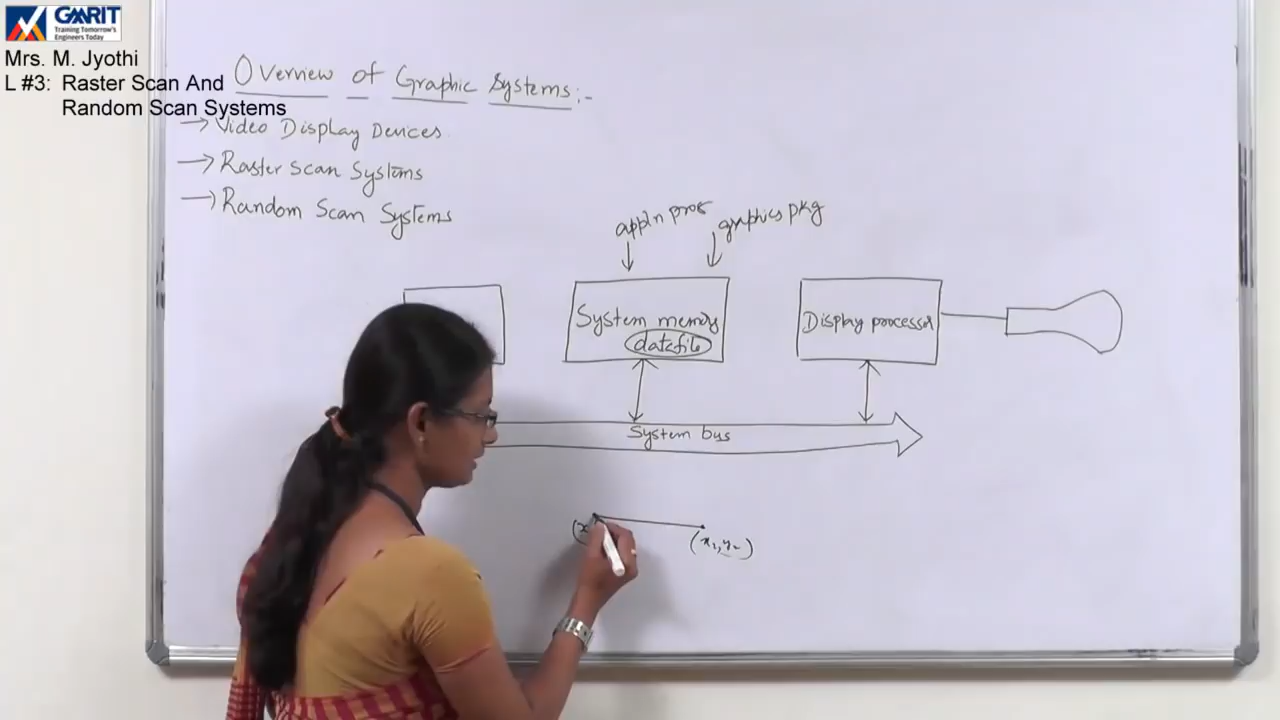 GMRIT
Training Tomorrow's
Engineers Today
Mrs. M. Jyothi
L #3: Raster Scan And
Random Scan Systems
Overview of Graphic Systems:-
→ Video Display Devices
→ Raster Scan Systems
→ Random Scan Systems
appln prog graphics pkg
System memory
datafile
Display processor
System bus
(x
(x2, y2)